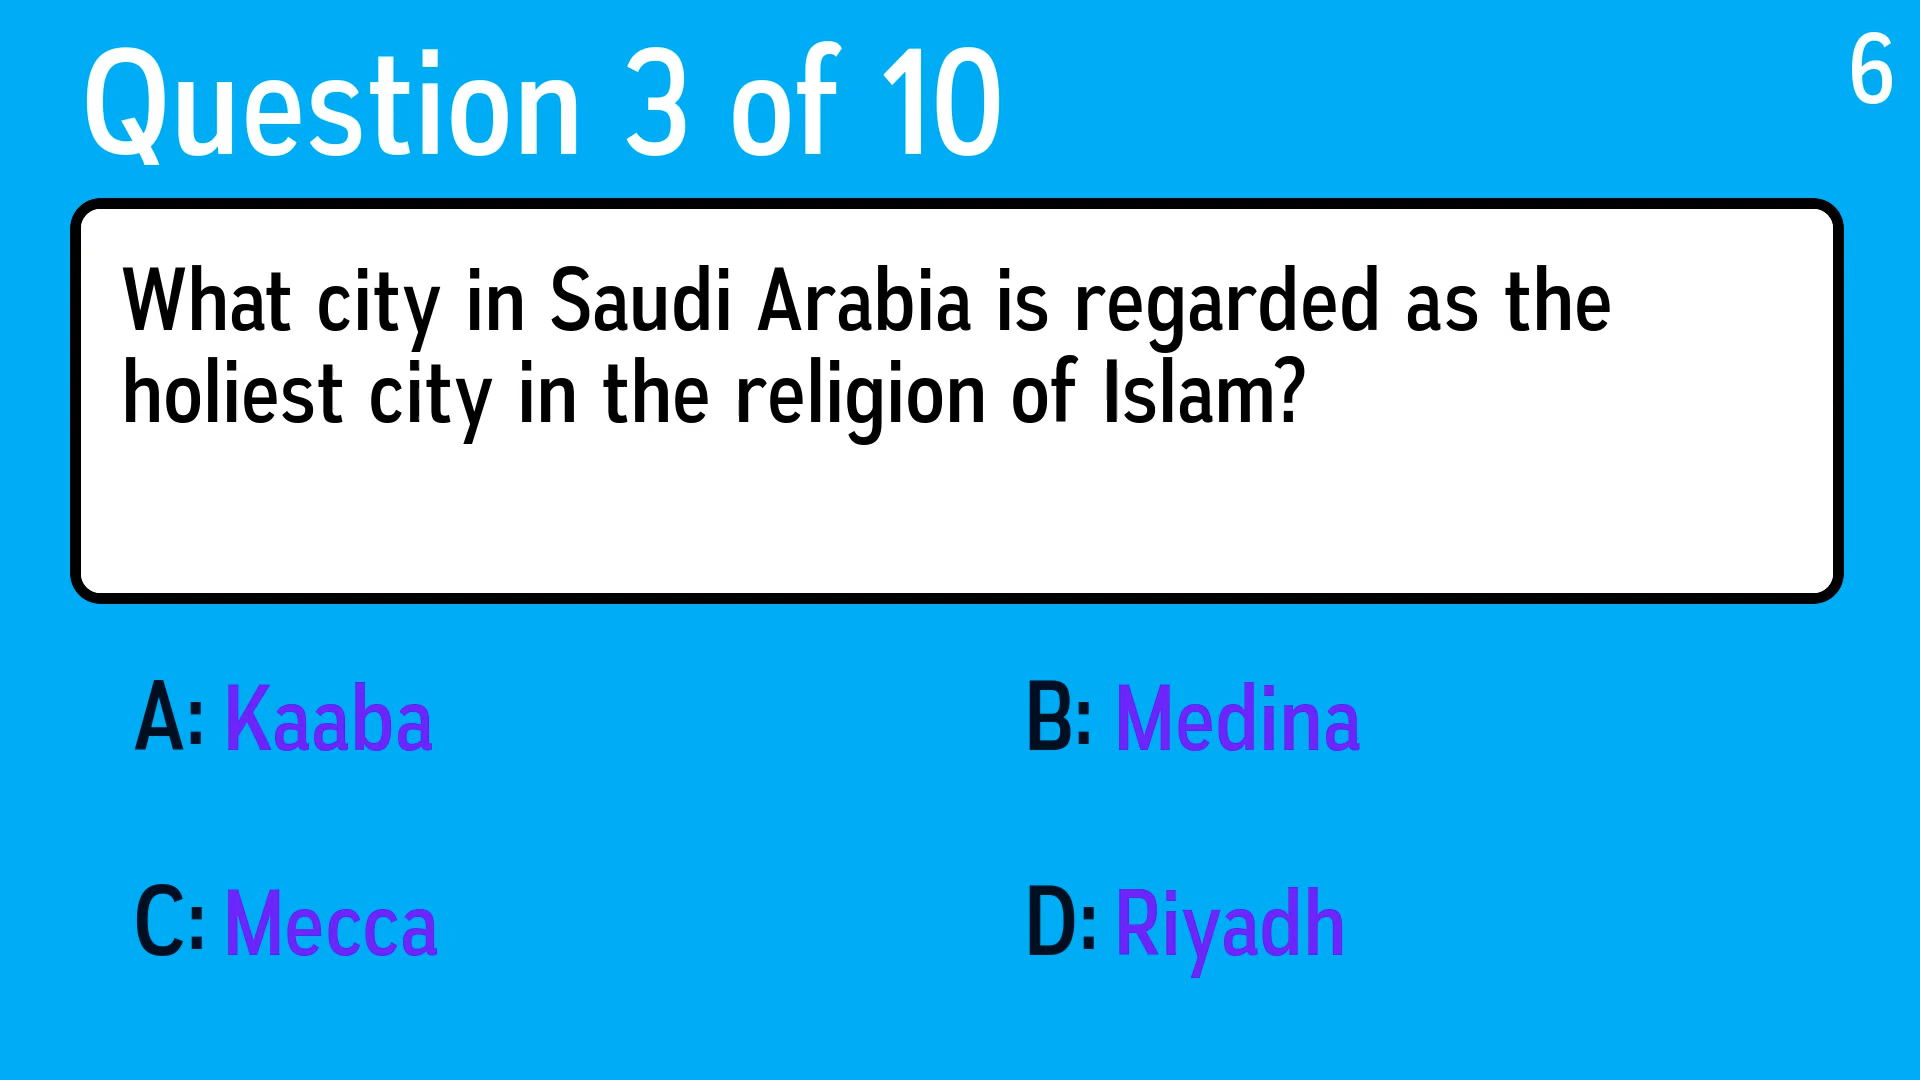 Question 3 of 10
6
What city in Saudi Arabia is regarded as the
holiest city in the religion of Islam?
A: Kaaba
B: Medina
C: Mecca
D: Riyadh